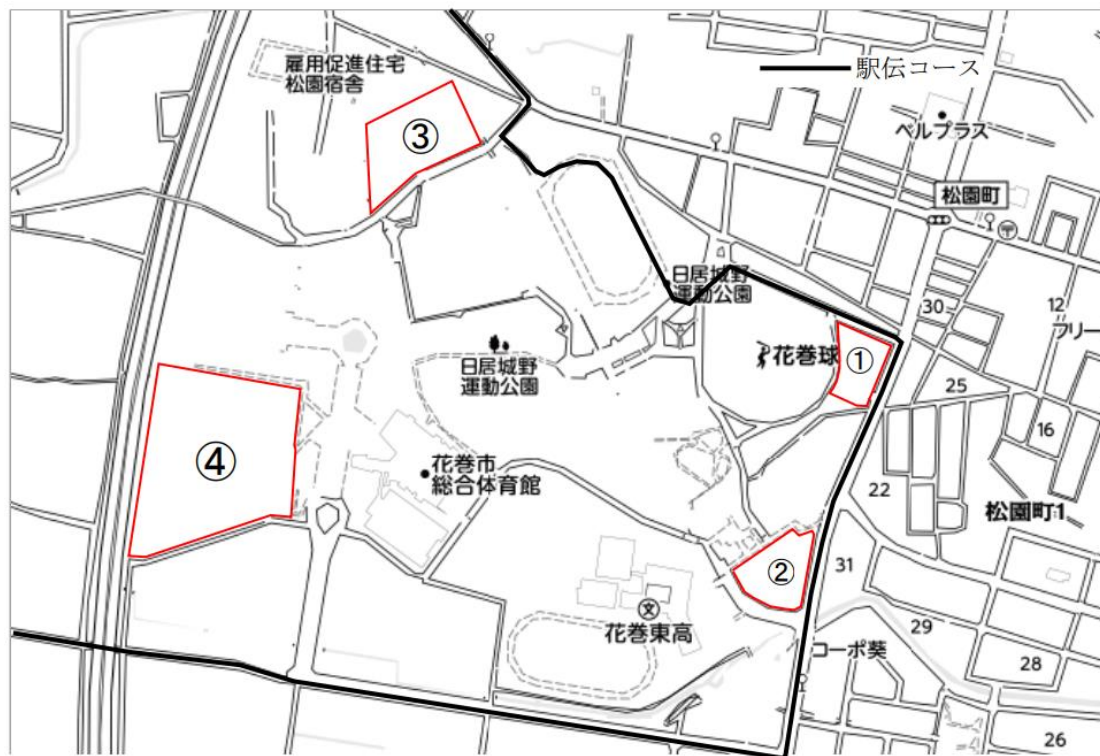 雇用促進住宅
松園宿舎
駅伝コース
③
ベルプラス
松園町
日居城野
運動公園
30
12
フリー
花巻球
①
日居城野
運動公園
25
16
④
花巻市
総合体育館
22
松園町1
②
31
文
花巻東高
29
コーポ葵
28
26